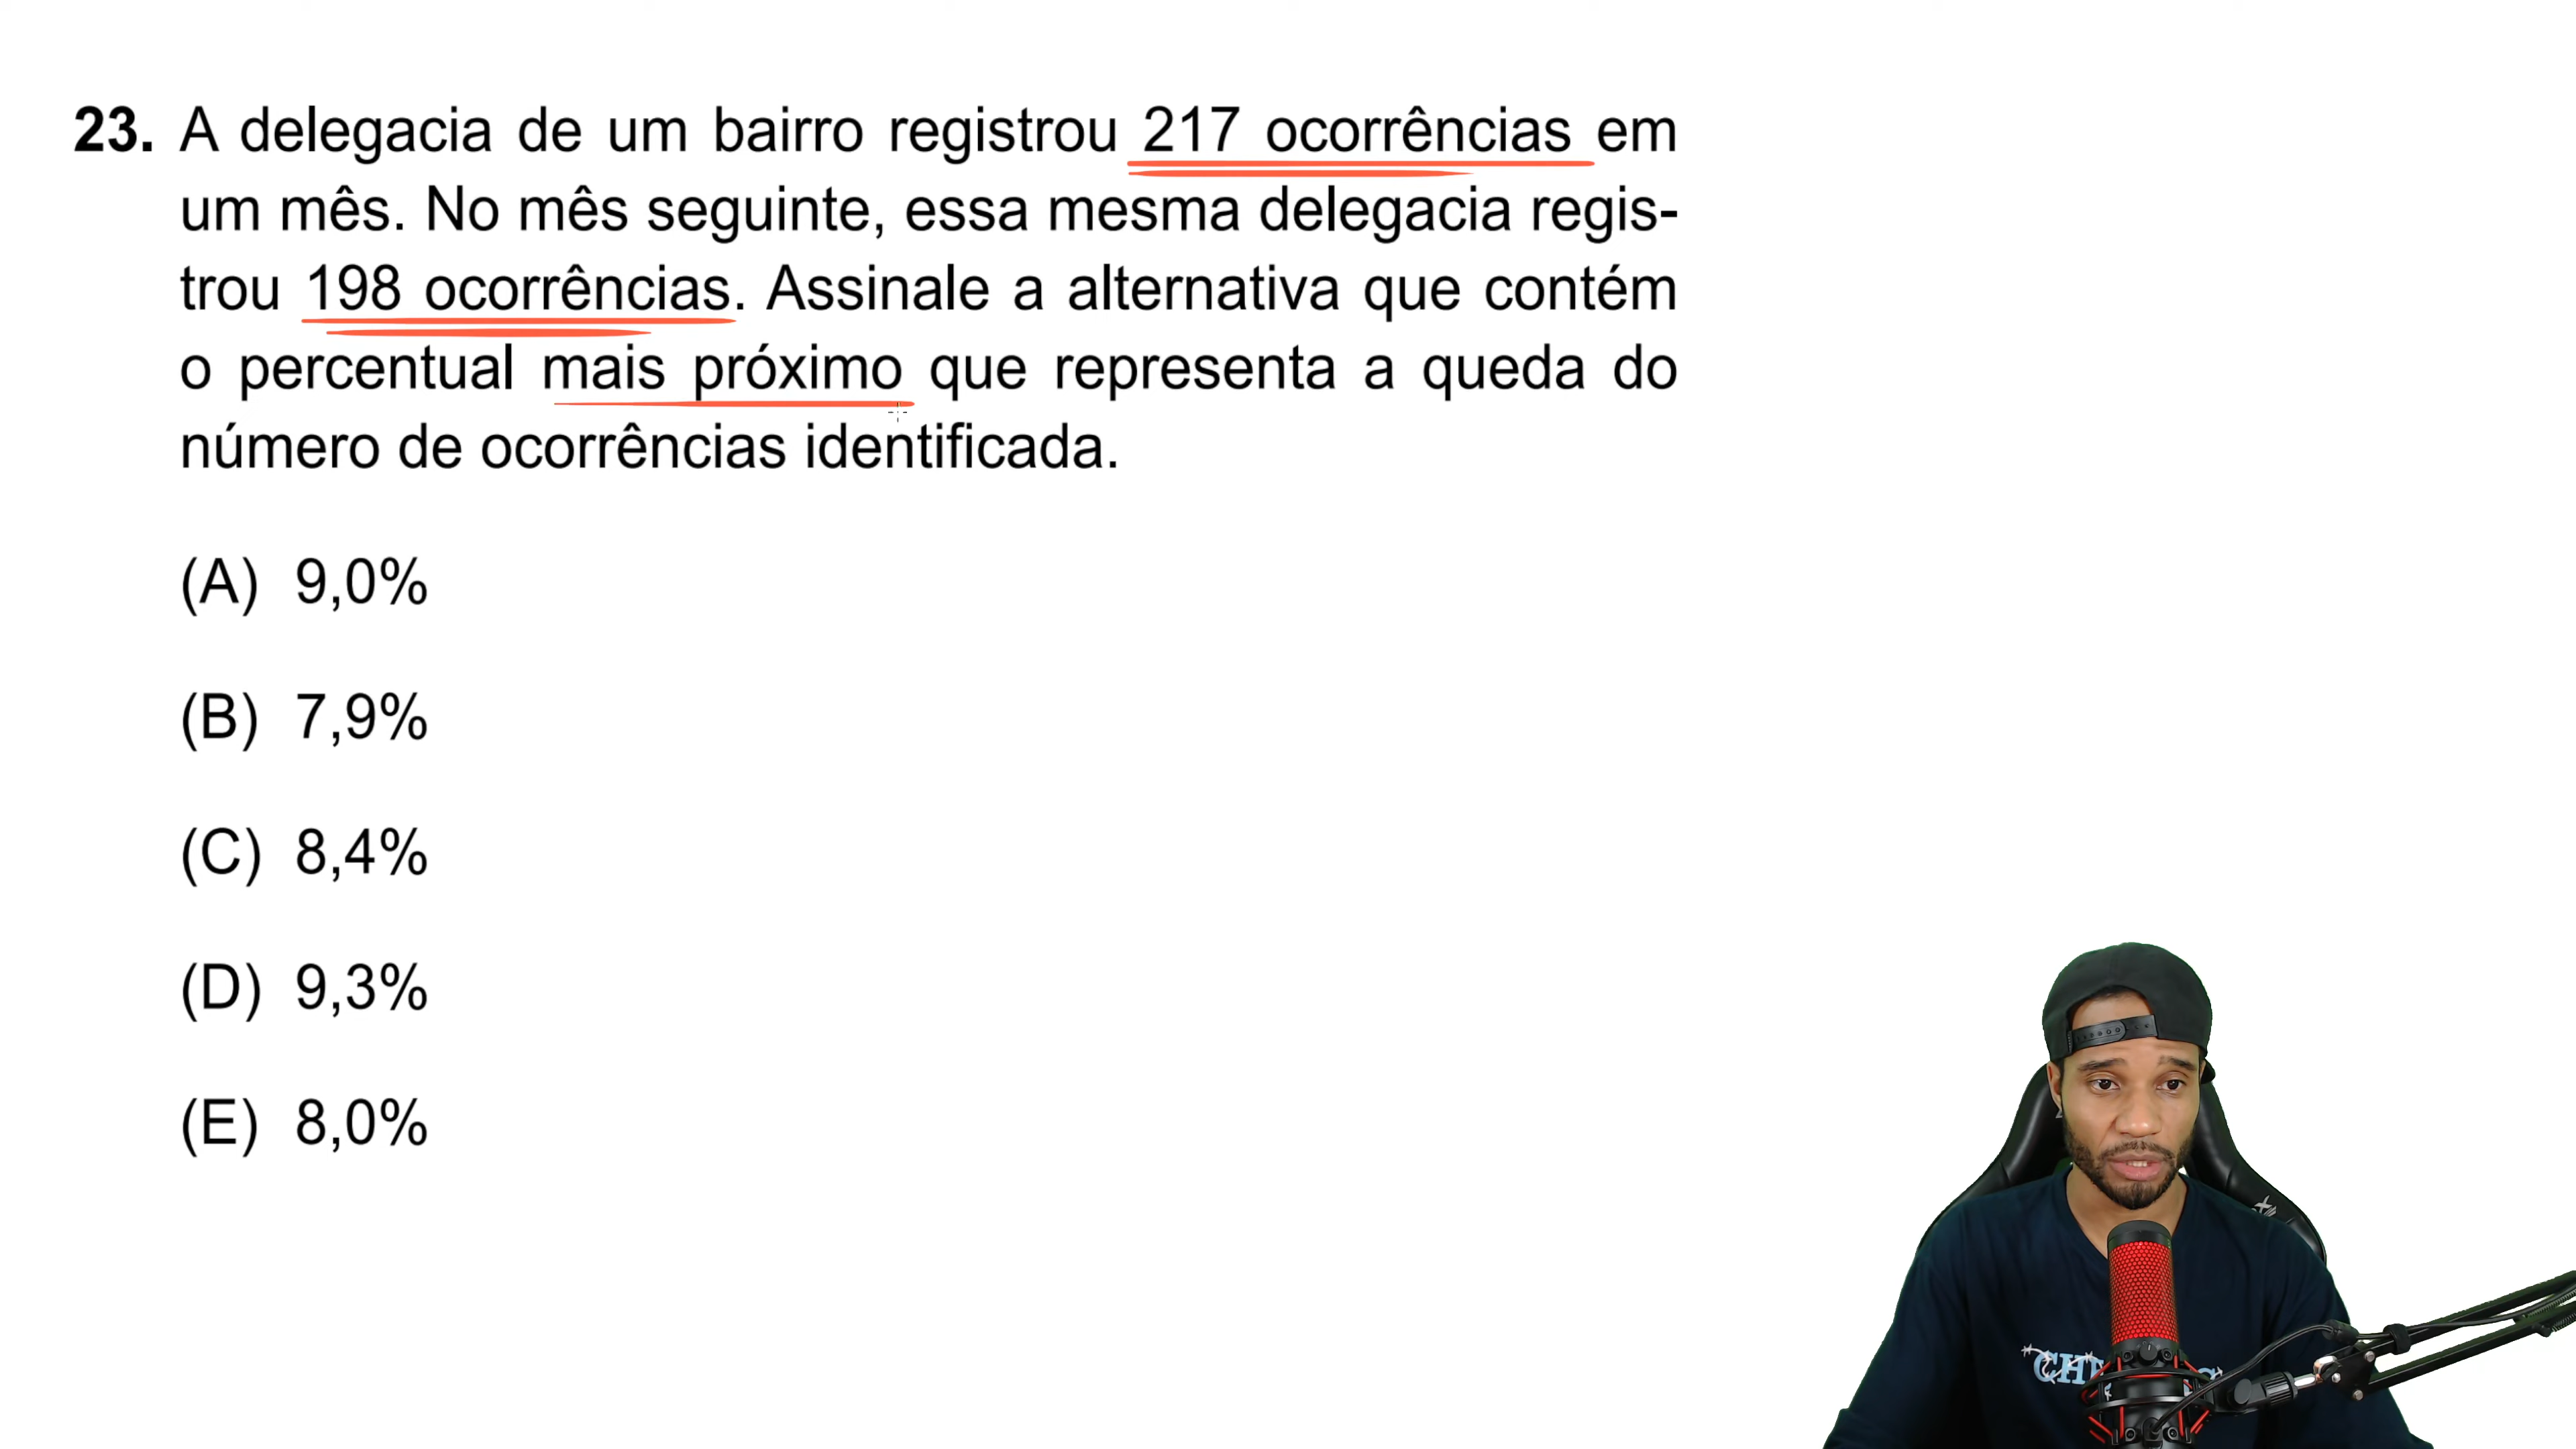 23. A delegacia de um bairro registrou 217 ocorrências em
um mês. No mês seguinte, essa mesma delegacia regis-
trou 198 ocorrências. Assinale a alternativa que contém
o percentual mais próximo que representa a queda do
número de ocorrências identificada.
(A) 9,0%
(B) 7,9%
(C) 8,4%
(D) 9,3%
(E) 8,0%